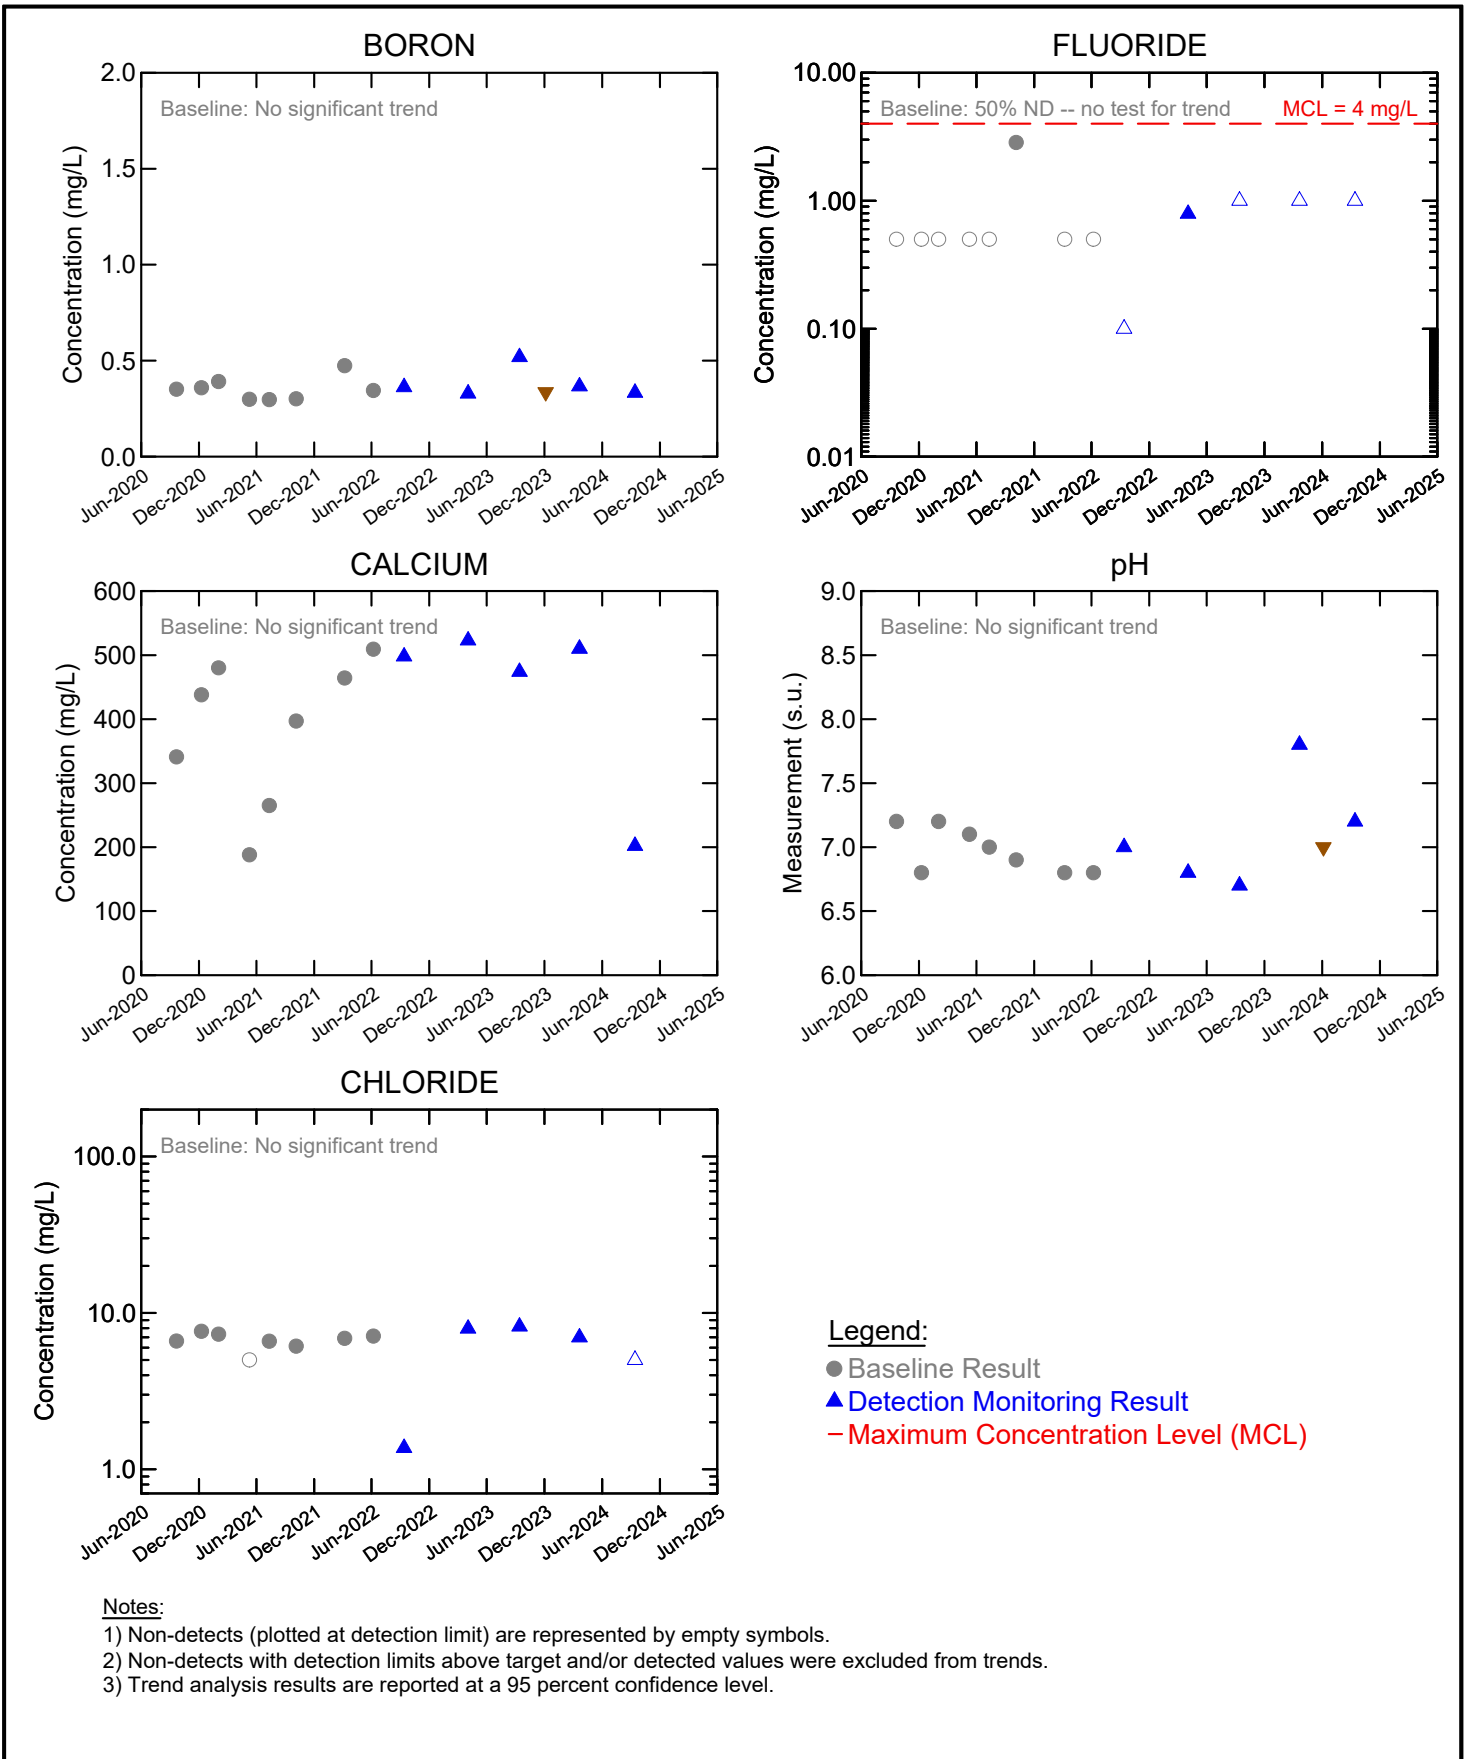 BORON
Baseline: No significant trend
Concentration (mg/L)
2.0
1.5
1.0
0.5
0.0
Jun-2020
Dec-2020
Jun-2021
Dec-2021
Jun-2022
Dec-2022
Jun-2023
Dec-2023
Jun-2024
Dec-2024
Jun-2025
FLUORIDE
Baseline: 50% ND -- no test for trend
MCL = 4 mg/L
Concentration (mg/L)
10.00
1.00
0.10
0.01
Jun-2020
Dec-2020
Jun-2021
Dec-2021
Jun-2022
Dec-2022
Jun-2023
Dec-2023
Jun-2024
Dec-2024
Jun-2025
CALCIUM
Baseline: No significant trend
Concentration (mg/L)
600
500
400
300
200
100
0
Jun-2020
Dec-2020
Jun-2021
Dec-2021
Jun-2022
Dec-2022
Jun-2023
Dec-2023
Jun-2024
Dec-2024
Jun-2025
pH
Baseline: No significant trend
Measurement (s.u.)
9.0
8.5
8.0
7.5
7.0
6.5
6.0
Jun-2020
Dec-2020
Jun-2021
Dec-2021
Jun-2022
Dec-2022
Jun-2023
Dec-2023
Jun-2024
Dec-2024
Jun-2025
CHLORIDE
Baseline: No significant trend
Concentration (mg/L)
100.0
10.0
1.0
Jun-2020
Dec-2020
Jun-2021
Dec-2021
Jun-2022
Dec-2022
Jun-2023
Dec-2023
Jun-2024
Dec-2024
Jun-2025
Legend:
Baseline Result
Detection Monitoring Result
Maximum Concentration Level (MCL)
Notes:
1) Non-detects (plotted at detection limit) are represented by empty symbols.
2) Non-detects with detection limits above target and/or detected values were excluded from trends.
3) Trend analysis results are reported at a 95 percent confidence level.